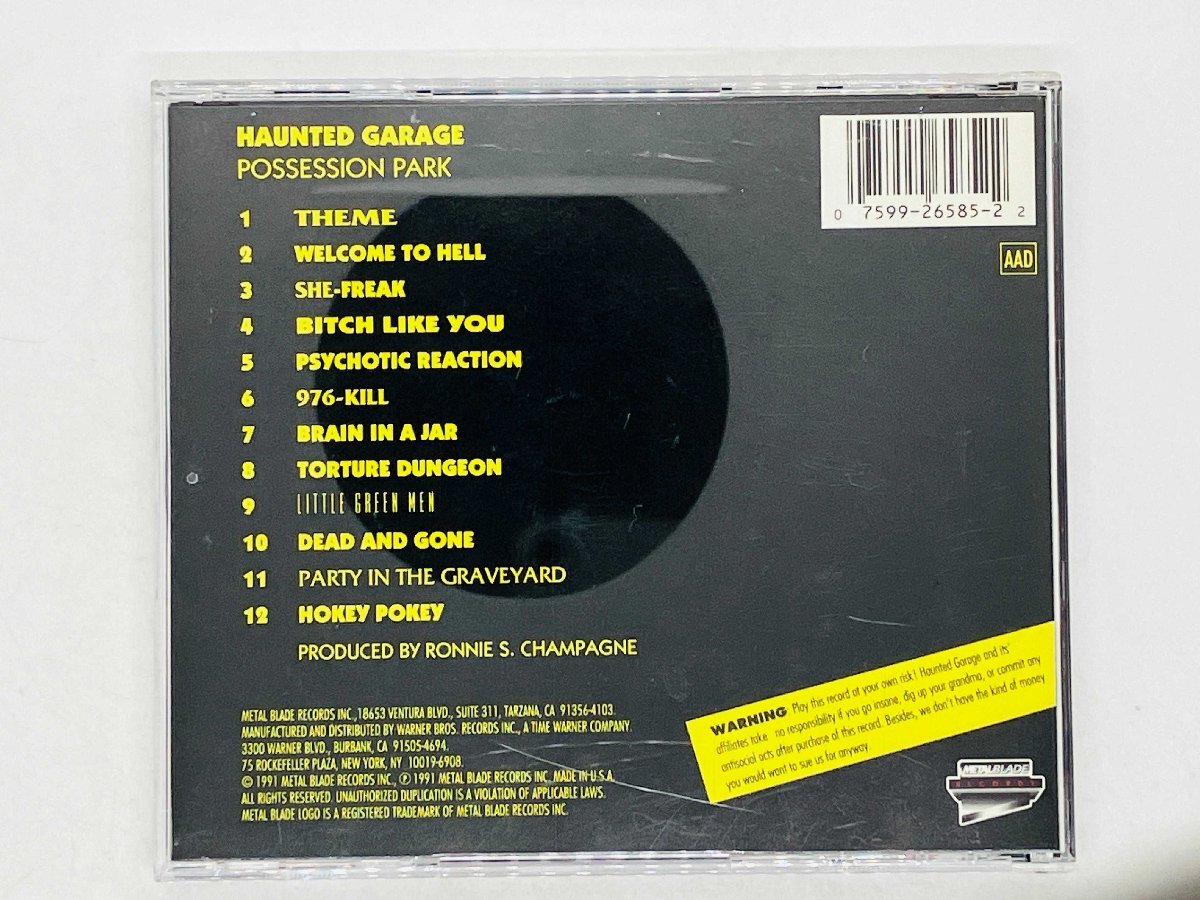 HAUNTED GARAGE
POSSESSION PARK
1 THEME
2 WELCOME TO HELL
3 SHE-FREAK
4 BITCH LIKE YOU
5 PSYCHOTIC REACTION
6 976-KILL
7 BRAIN IN A JAR
8 TORTURE DUNGEON
9 LITTLE GREEN MEN
10 DEAD AND GONE
11 PARTY IN THE GRAVEYARD
12 HOKEY POKEY
PRODUCED BY RONNIE S. CHAMPAGNE
0 7599-26585-2 2
AAD
METAL BLADE RECORDS INC., 18653 VENTURA BLVD., SUITE 311, TARZANA, CA 91356-4103.
MANUFACTURED AND DISTRIBUTED BY WARNER BROS. RECORDS INC., A TIME WARNER COMPANY.
3300 WARNER BLVD., BURBANK, CA 91505-4694.
75 ROCKEFELLER PLAZA, NEW YORK, NY 10019-6908.
© 1991 METAL BLADE RECORDS INC., ℗ 1991 METAL BLADE RECORDS INC. MADE IN U.S.A.
ALL RIGHTS RESERVED. UNAUTHORIZED DUPLICATION IS A VIOLATION OF APPLICABLE LAWS.
METAL BLADE LOGO IS A REGISTERED TRADEMARK OF METAL BLADE RECORDS INC.
WARNING Play this record at your own risk! Haunted Garage and its'
affiliates take no responsibility if you go insane, dig up your grandma, or commit any
antisocial acts after purchase of this record. Besides, we don't have the kind of money
you would want to sue us for anyway.
METAL BLADE
RECORDS